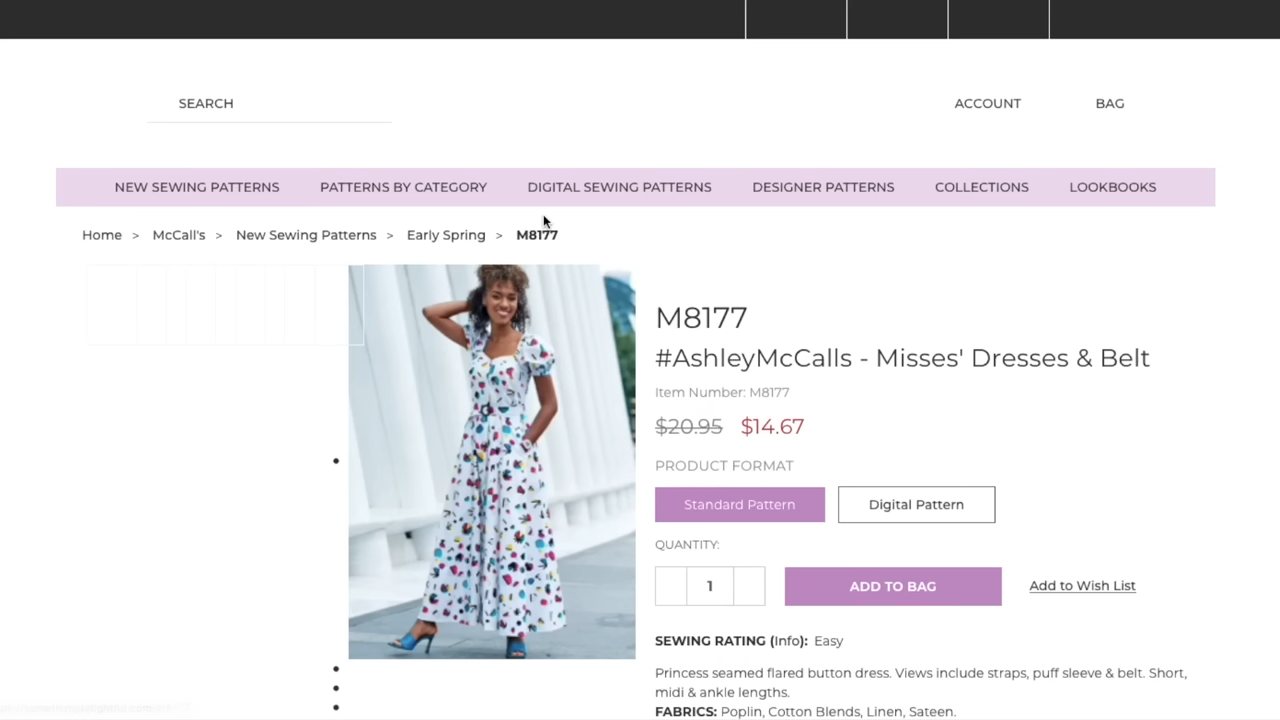 SEARCH
ACCOUNT
BAG
NEW SEWING PATTERNS PATTERNS BY CATEGORY DIGITAL SEWING PATTERNS DESIGNER PATTERNS COLLECTIONS LOOKBOOKS
Home > McCall's > New Sewing Patterns > Early Spring > M8177
M8177
#AshleyMcCalls - Misses' Dresses & Belt
Item Number: M8177
$20.95 $14.67
PRODUCT FORMAT
Standard Pattern Digital Pattern
QUANTITY:
1 ADD TO BAG Add to Wish List
SEWING RATING (Info): Easy
Princess seamed flared button dress. Views include straps, puff sleeve & belt. Short,
midi & ankle lengths.
FABRICS: Poplin, Cotton Blends, Linen, Sateen.